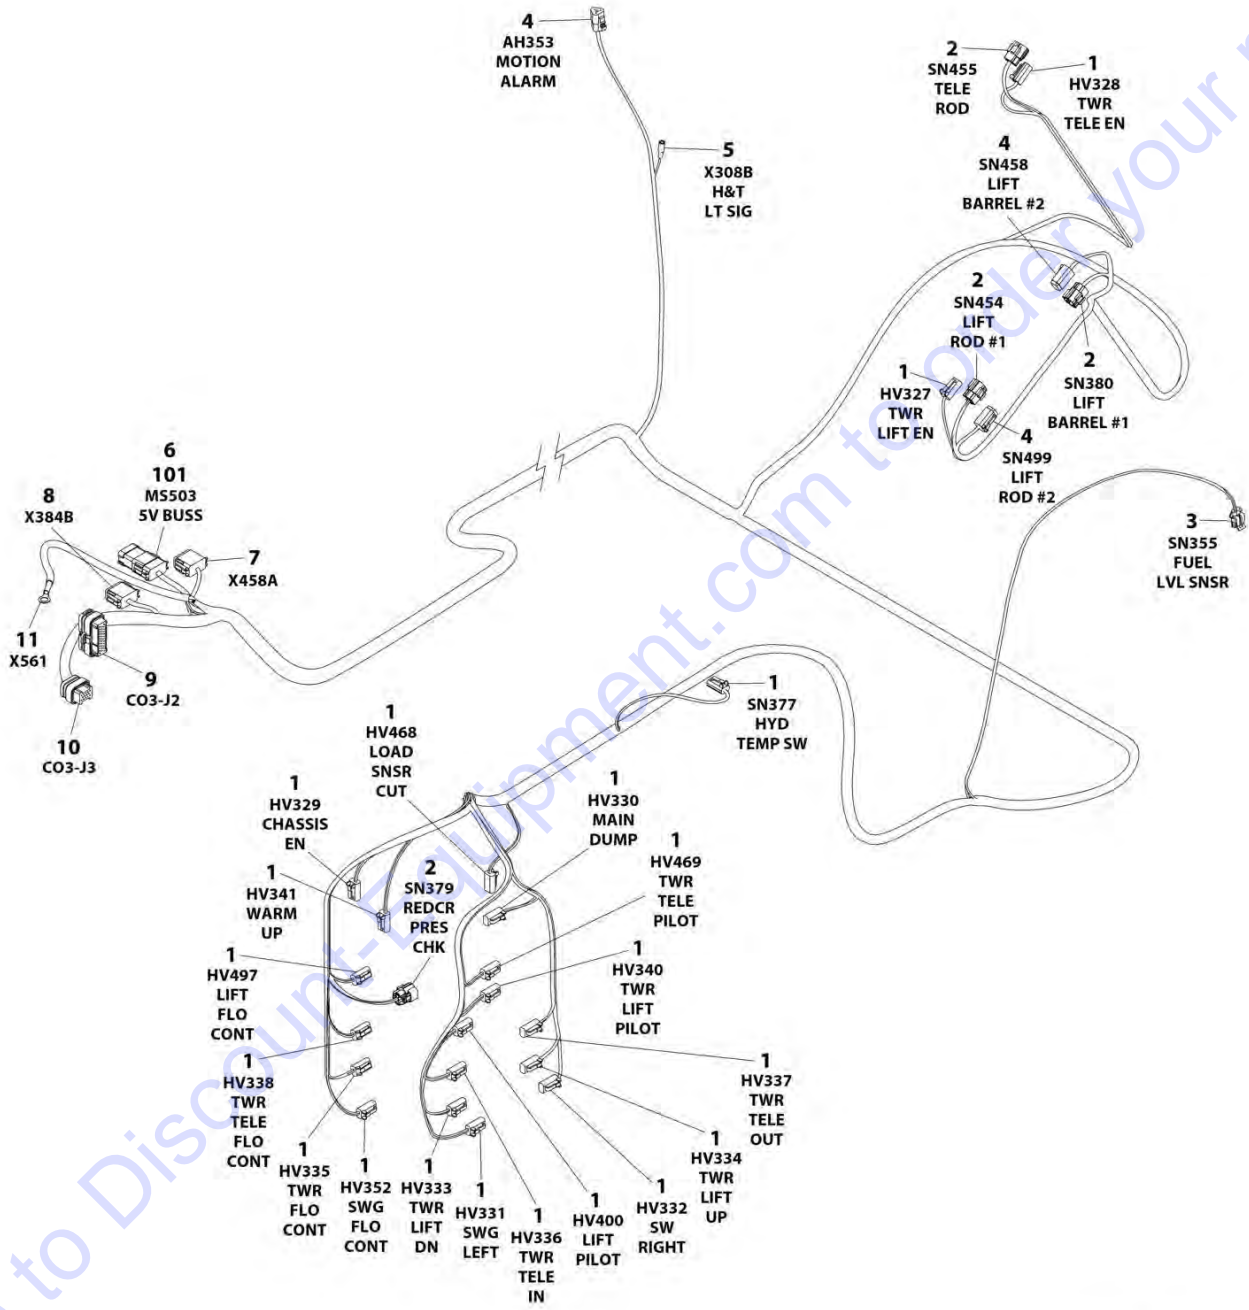 4
AH353
MOTION
ALARM
2
SN455
TELE
ROD
1
HV328
TWR
TELE EN
5
X308B
H&T
LT SIG
4
SN458
LIFT
BARREL #2
2
SN454
LIFT
ROD #1
1
HV327
TWR
LIFT EN
2
SN380
LIFT
BARREL #1
4
SN499
LIFT
ROD #2
3
SN355
FUEL
LVL SNSR
6
101
MS503
5V BUSS
8
X384B
7
X458A
11
X561
9
CO3-J2
10
CO3-J3
1
SN377
HYD
TEMP SW
1
HV468
LOAD
SNSR
CUT
1
HV329
CHASSIS
EN
1
HV330
MAIN
DUMP
1
HV341
WARM
UP
2
SN379
REDCR
PRES
CHK
1
HV469
TWR
TELE
PILOT
1
HV497
LIFT
FLO
CONT
1
HV340
TWR
LIFT
PILOT
1
HV338
TWR
TELE
FLO
CONT
1
HV337
TWR
TELE
OUT
1
HV335
TWR
FLO
CONT
1
HV352
SWG
FLO
CONT
1
HV333
TWR
LIFT
DN
1
HV331
SWG
LEFT
1
HV336
TWR
TELE
IN
1
HV400
LIFT
PILOT
1
HV332
SW
RIGHT
1
HV334
TWR
LIFT
UP
to Discount-Equipment.com to order your